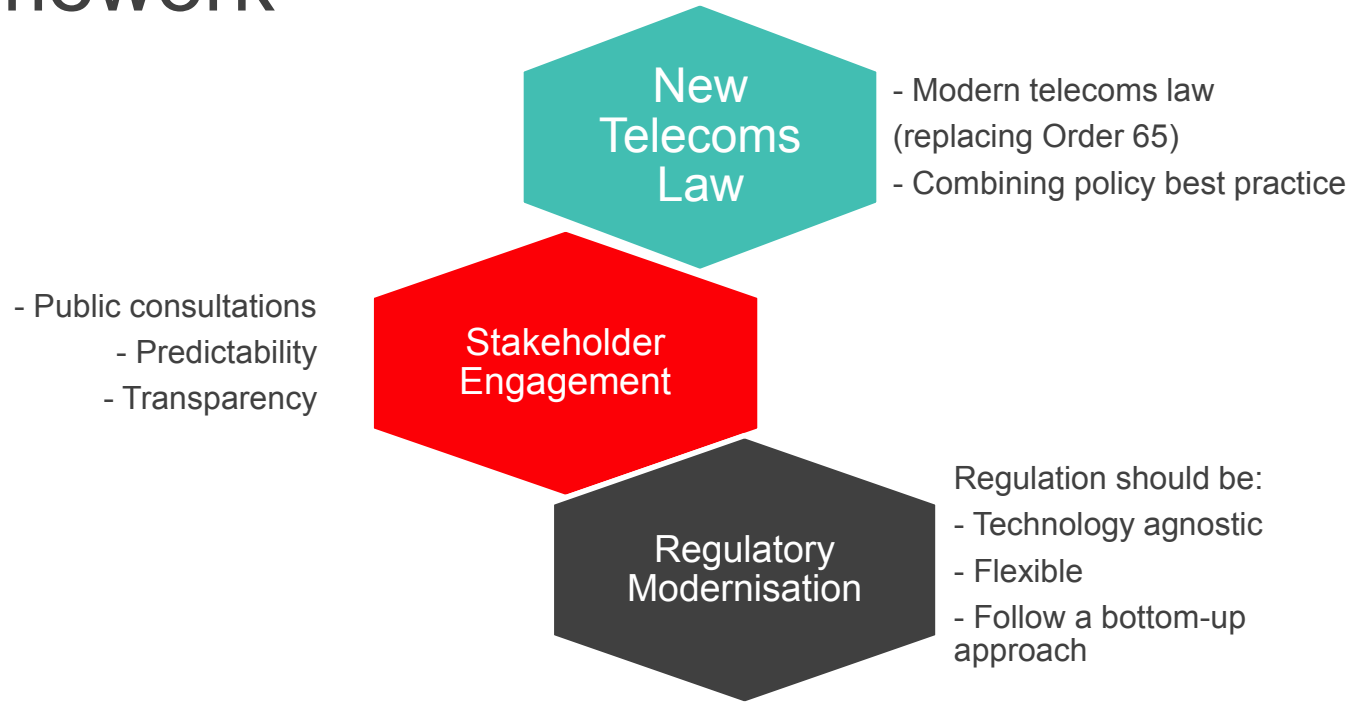 New
Telecoms
Law
- Modern telecoms law
(replacing Order 65)
- Combining policy best practice
- Public consultations
- Predictability
- Transparency
Stakeholder
Engagement
Regulatory
Modernisation
Regulation should be:
- Technology agnostic
- Flexible
- Follow a bottom-up
approach